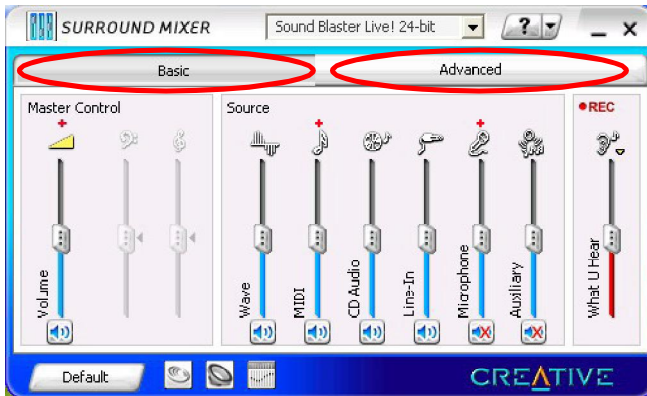 SURROUND MIXER
Sound Blaster Live! 24-bit
?
Basic
Advanced
Master Control
Source
REC
Volume
Wave
MIDI
CD Audio
Line-In
Microphone
Auxiliary
What U Hear
Default
CREATIVE